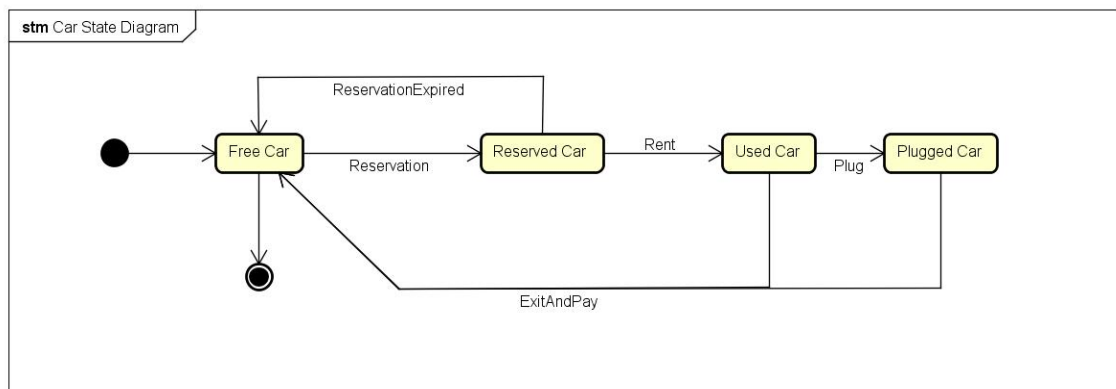 stm Car State Diagram
ReservationExpired
Free Car
Reservation
Reserved Car
Rent
Used Car
Plug
Plugged Car
ExitAndPay